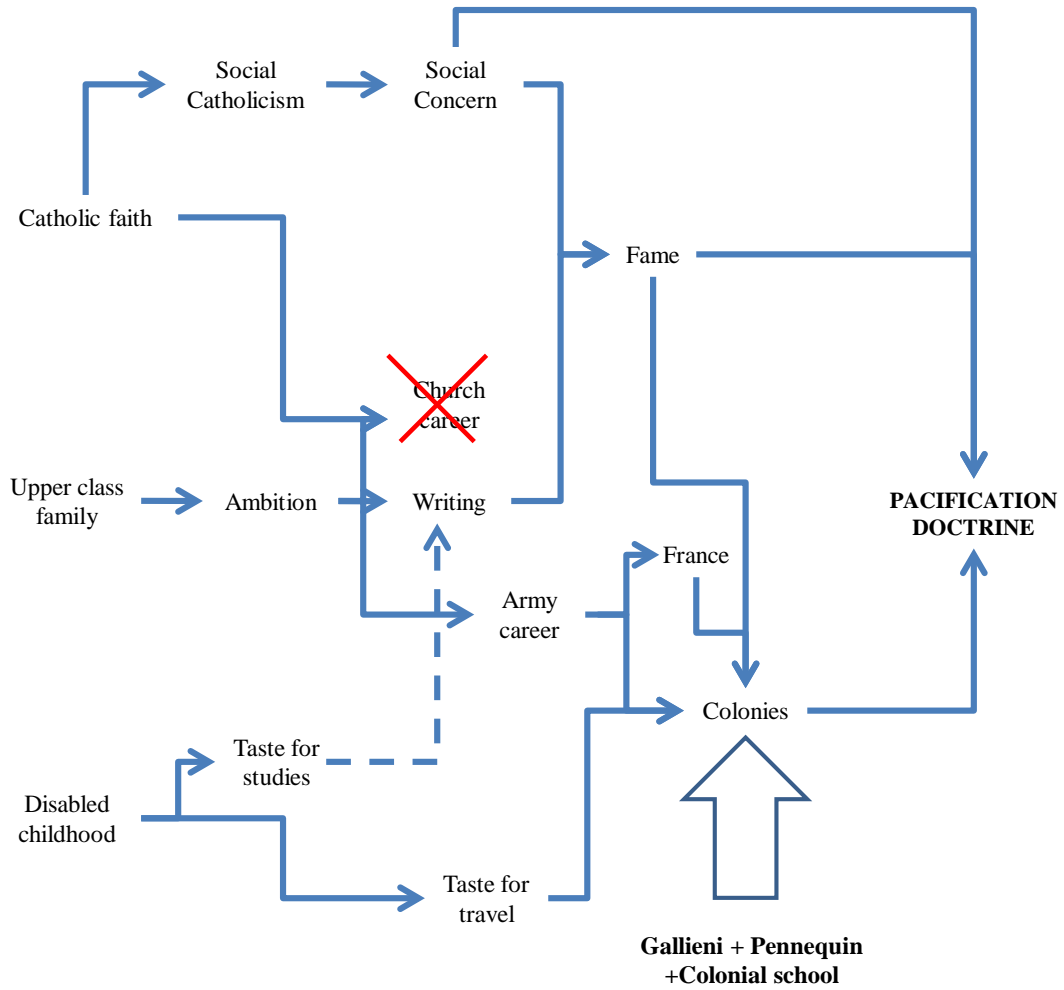 Social
Catholicism
Social
Concern
Catholic faith
Fame
Church
career
Upper class
family
Ambition
Writing
PACIFICATION
DOCTRINE
France
Army
career
Colonies
Taste for
studies
Disabled
childhood
Taste for
travel
Gallieni + Pennequin
+Colonial school